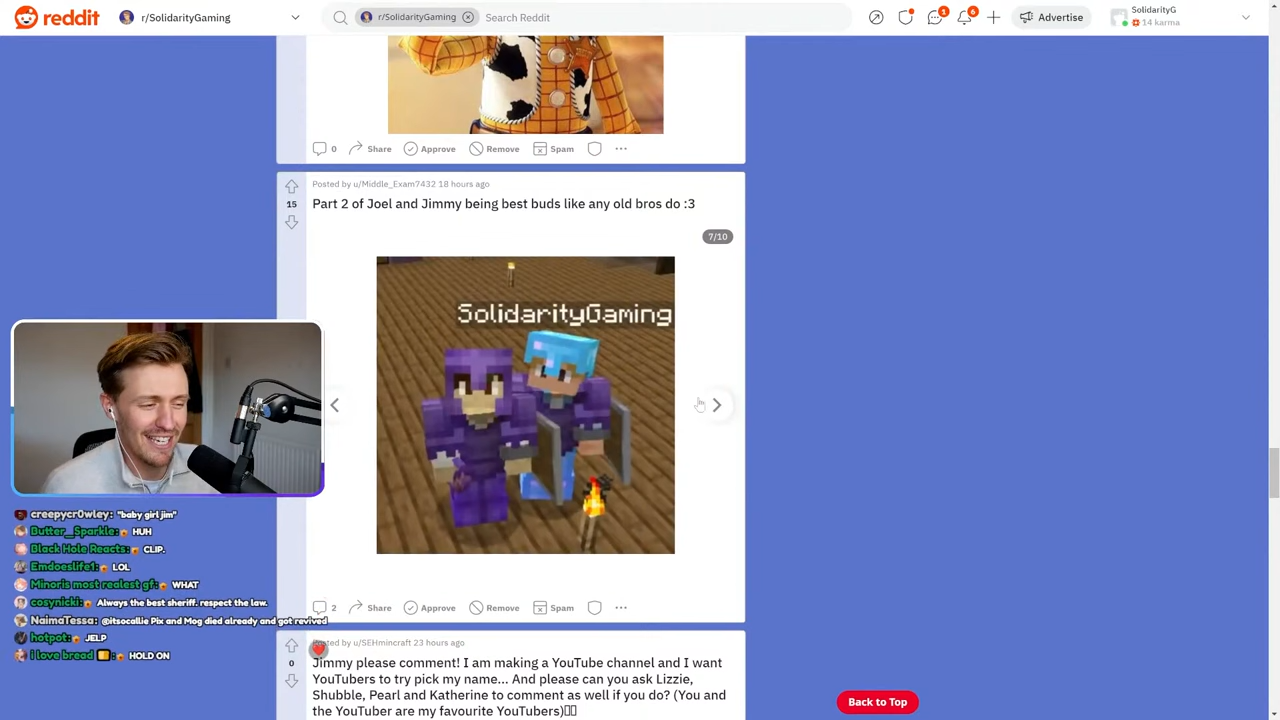 reddit
r/SolidarityGaming
r/SolidarityGaming
Search Reddit
1
6
Advertise
SolidarityG
14 karma
0
Share
Approve
Remove
Spam
Posted by u/Middle_Exam7432 18 hours ago
15
Part 2 of Joel and Jimmy being best buds like any old bros do :3
7/10
SolidarityGaming
creepycr0wley: "baby girl jim"
Butter__Sparkle: HUH
Black Hole Reacts: CLIP.
Emdoeslife1: LOL
Minoris most realest gf: WHAT
cosynicki: Always the best sheriff. respect the law.
NaimaTessa: @itsocallie Pix and Mog died already and got revived
hotpot: JELP
i love bread: HOLD ON
2
Share
Approve
Remove
Spam
Posted by u/SEHmincraft 23 hours ago
0
Jimmy please comment! I am making a YouTube channel and I want
YouTubers to try pick my name... And please can you ask Lizzie,
Shubble, Pearl and Katherine to comment as well if you do? (You and
the YouTuber are my favourite YouTubers)
Back to Top